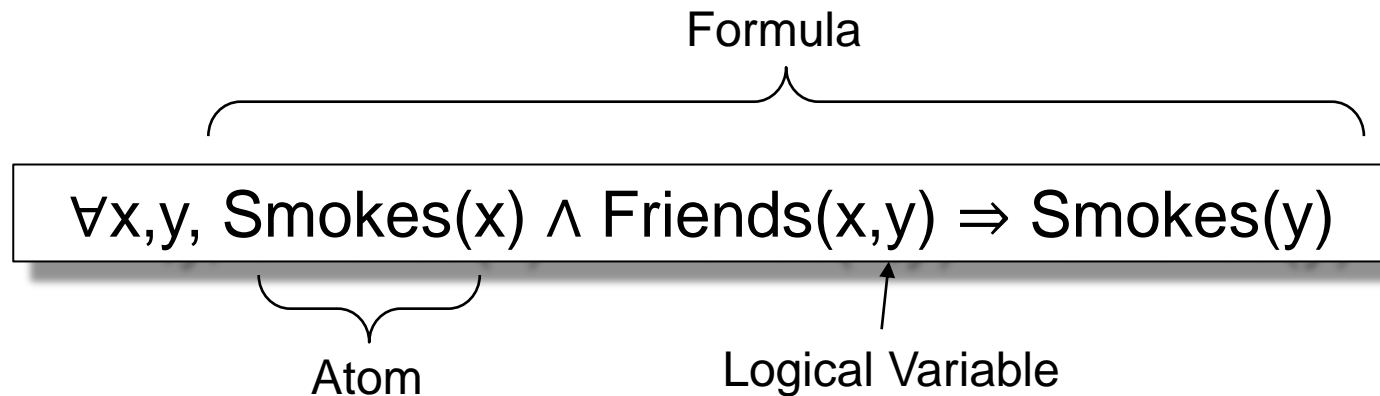 Formula
∀x,y, Smokes(x) ∧ Friends(x,y) ⇒ Smokes(y)
Atom
Logical Variable